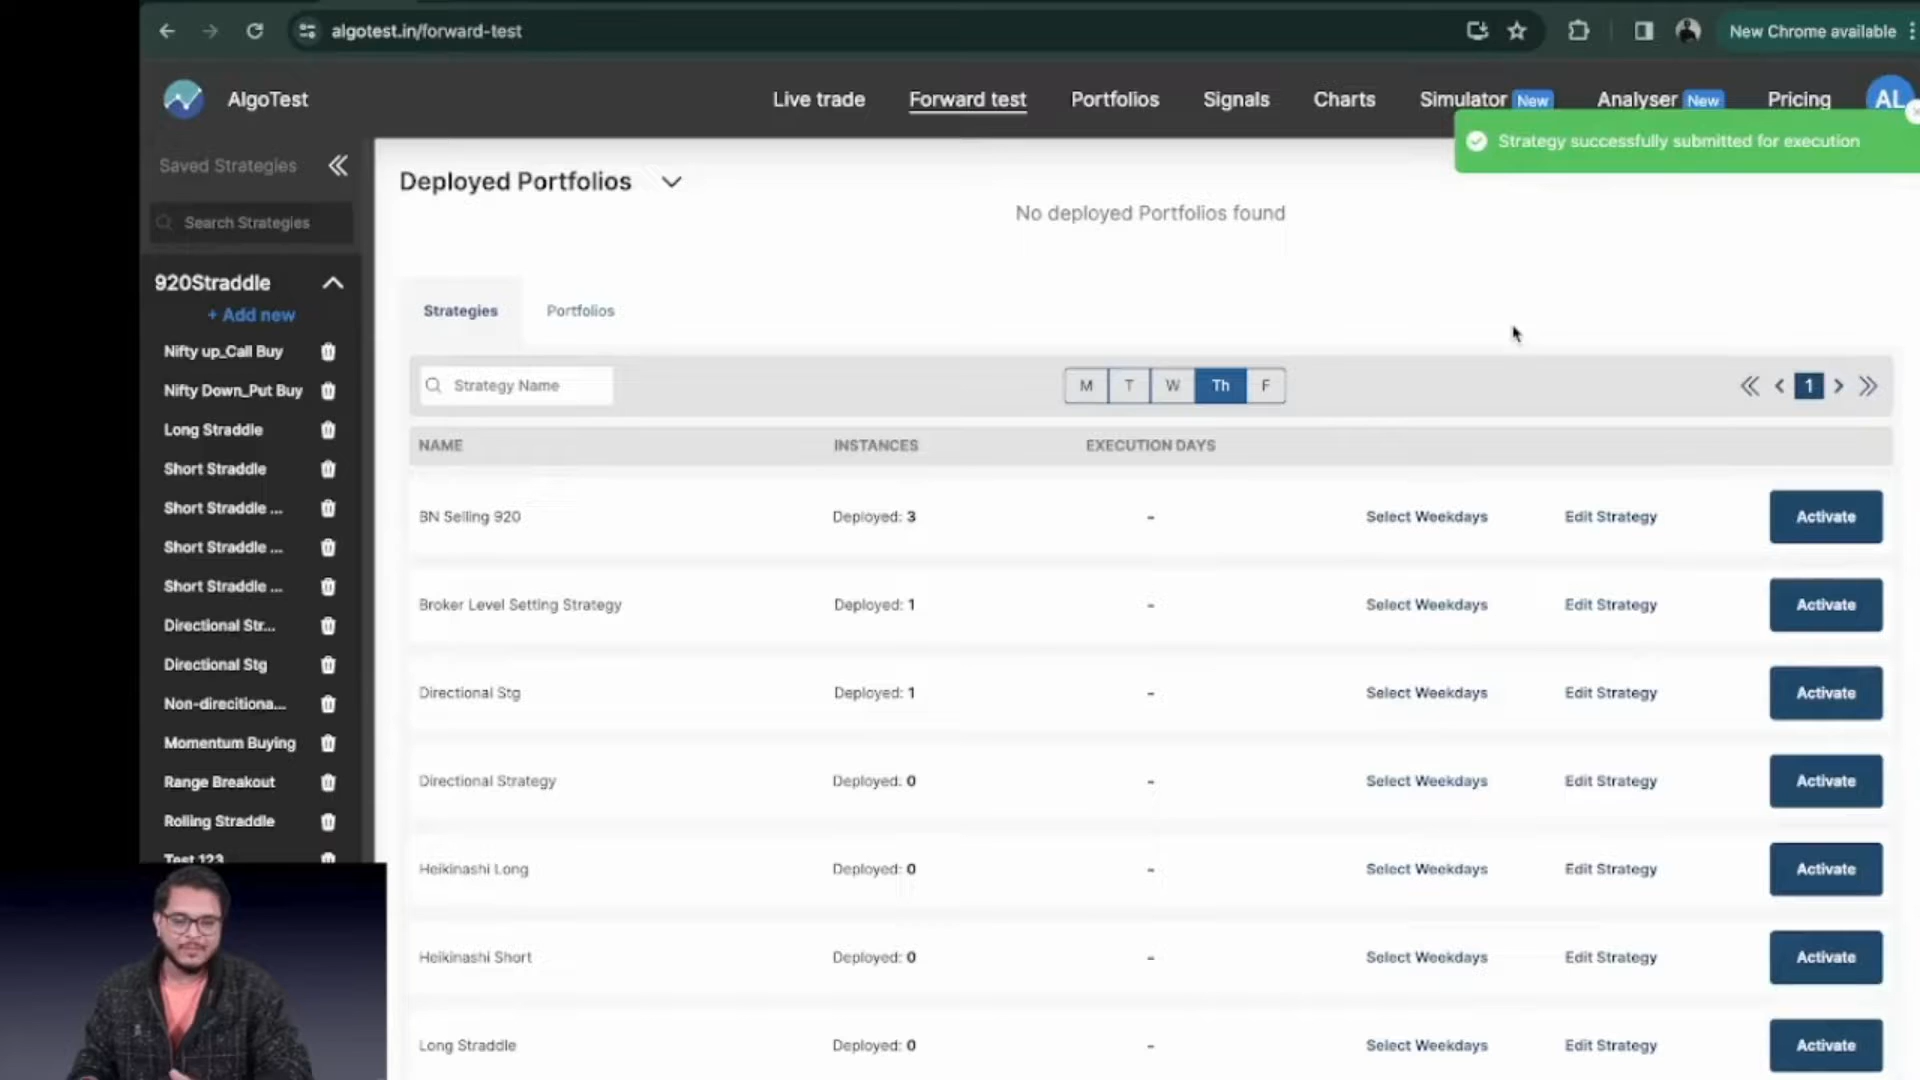 algotest.in/forward-test
New Chrome available
AlgoTest
Live trade
Forward test
Portfolios
Signals
Charts
Simulator New
Analyser New
Pricing
AL
Strategy successfully submitted for execution
Saved Strategies
Search Strategies
920Straddle
+ Add new
Nifty up_Call Buy
Nifty Down_Put Buy
Long Straddle
Short Straddle
Short Straddle ...
Short Straddle ...
Short Straddle ...
Directional Str...
Directional Stg
Non-direcitiona...
Momentum Buying
Range Breakout
Rolling Straddle
Test 123
Deployed Portfolios
No deployed Portfolios found
Strategies
Portfolios
Strategy Name
M T W Th F
1
NAME INSTANCES EXECUTION DAYS
BN Selling 920 Deployed: 3 - Select Weekdays Edit Strategy Activate
Broker Level Setting Strategy Deployed: 1 - Select Weekdays Edit Strategy Activate
Directional Stg Deployed: 1 - Select Weekdays Edit Strategy Activate
Directional Strategy Deployed: 0 - Select Weekdays Edit Strategy Activate
Heikinashi Long Deployed: 0 - Select Weekdays Edit Strategy Activate
Heikinashi Short Deployed: 0 - Select Weekdays Edit Strategy Activate
Long Straddle Deployed: 0 - Select Weekdays Edit Strategy Activate